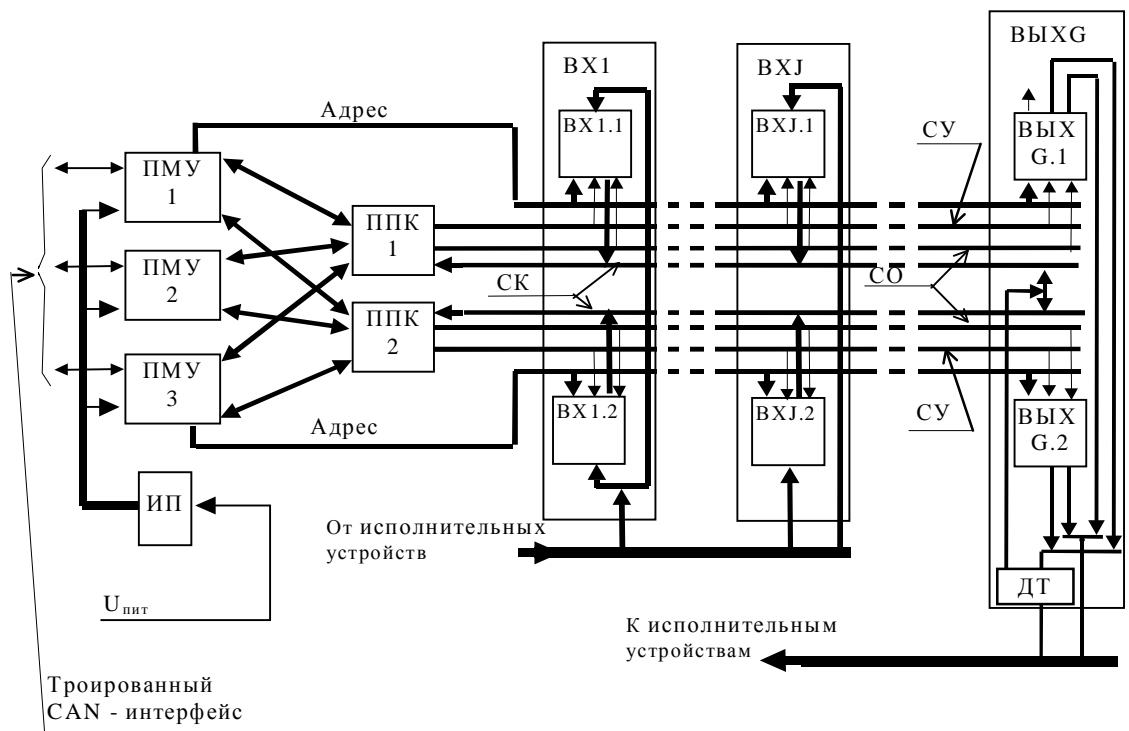 ВЫХG
ВХ1
ВХJ
Адрес
ВХ1.1
ВХJ.1
ВЫХ
G.1
СУ
ПМУ
1
ППК
1
ПМУ
2
СК
СО
ППК
2
ПМУ
3
ВХ1.2
ВХJ.2
СУ
ВЫХ
G.2
Адрес
ИП
От исполнительных
устройств
ДТ
Uпит
К исполнительным
устройствам
Троированный
CAN - интерфейс